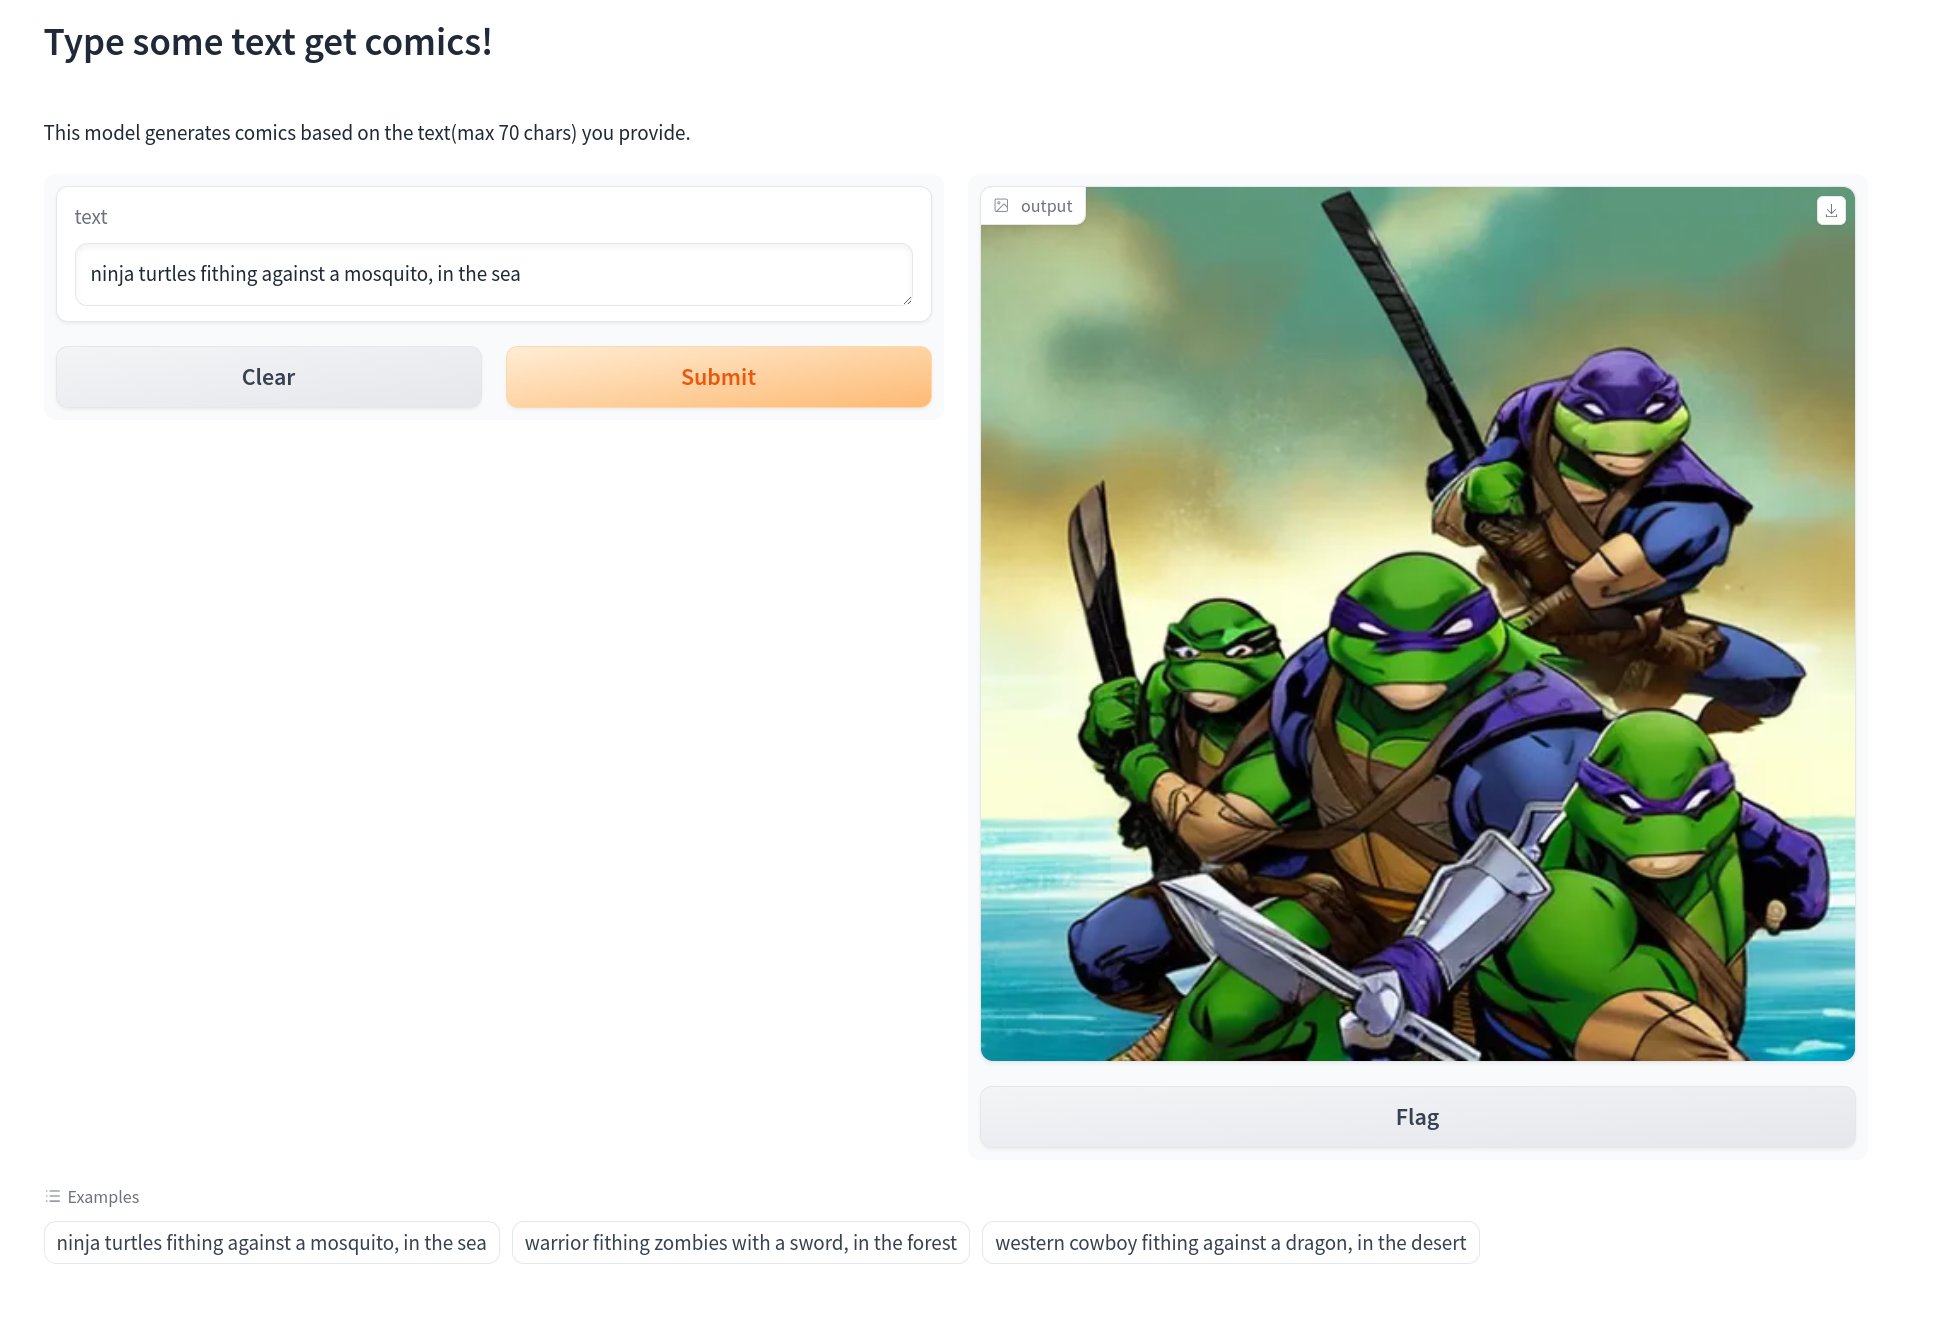 Type some text get comics!
This model generates comics based on the text(max 70 chars) you provide.
text
ninja turtles fithing against a mosquito, in the sea
Clear
Submit
output
Flag
Examples
ninja turtles fithing against a mosquito, in the sea
warrior fithing zombies with a sword, in the forest
western cowboy fithing against a dragon, in the desert